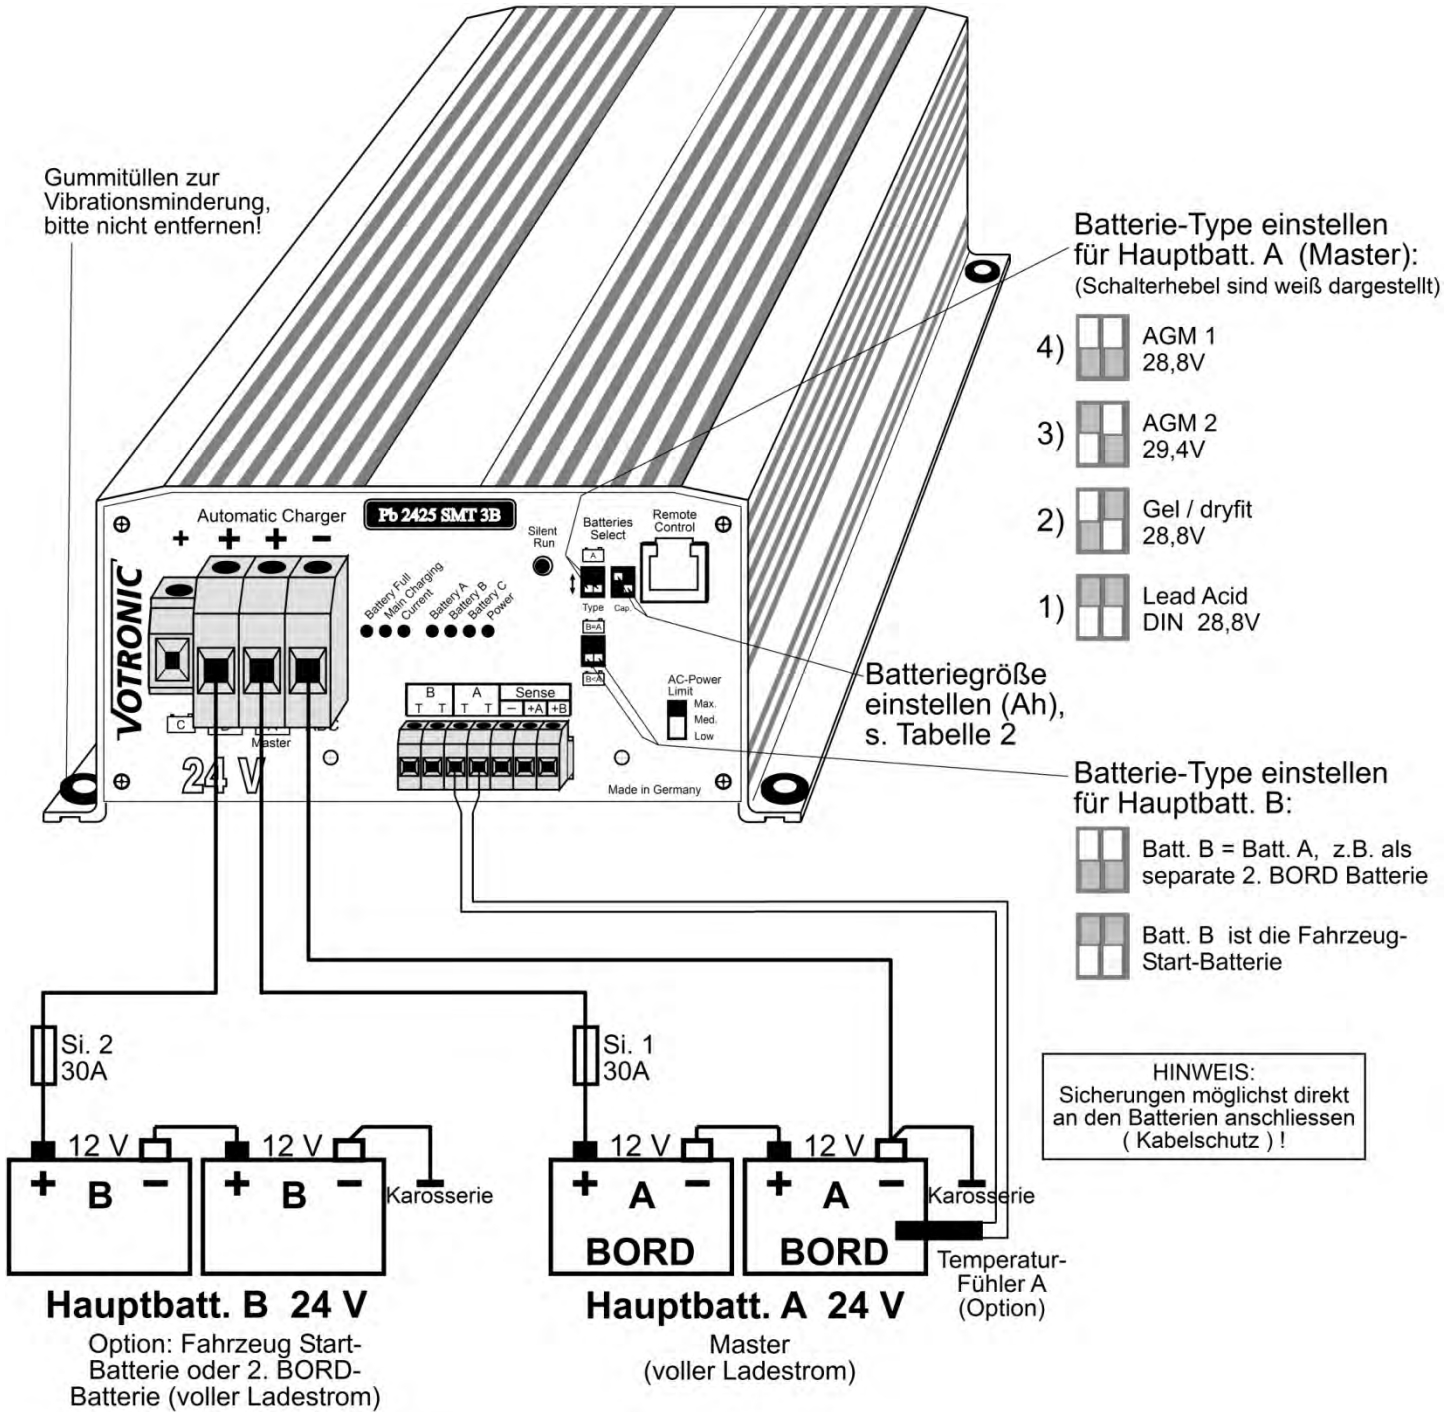 Gummitüllen zur
Vibrationsminderung,
bitte nicht entfernen!
Batterie-Type einstellen
für Hauptbatt. A (Master):
(Schalterhebel sind weiß dargestellt)
4) AGM 1
28,8V
3) AGM 2
29,4V
2) Gel / dryfit
28,8V
1) Lead Acid
DIN 28,8V
VOTRONIC
Automatic Charger
+ + + −
Pb 2425 SMT 3B
Silent
Run
Batteries
Select
Remote
Control
A
Type
Cap.
B=A
B<A
Battery Full
Main Charging
Current
Battery A
Battery B
Battery C
Power
AC-Power
Limit
Max.
Med.
Low
B A Sense
T T T T − +A +B
C
Master
24 V
Made in Germany
Batteriegröße
einstellen (Ah),
s. Tabelle 2
Batterie-Type einstellen
für Hauptbatt. B:
Batt. B = Batt. A, z.B. als
separate 2. BORD Batterie
Batt. B ist die Fahrzeug-
Start-Batterie
Si. 2
30A
Si. 1
30A
HINWEIS:
Sicherungen möglichst direkt
an den Batterien anschliessen
( Kabelschutz ) !
12 V 12 V 12 V 12 V
+ B − + B − Karosserie + A − + A − Karosserie
BORD BORD
Temperatur-
Fühler A
(Option)
Hauptbatt. B 24 V
Option: Fahrzeug Start-
Batterie oder 2. BORD-
Batterie (voller Ladestrom)
Hauptbatt. A 24 V
Master
(voller Ladestrom)